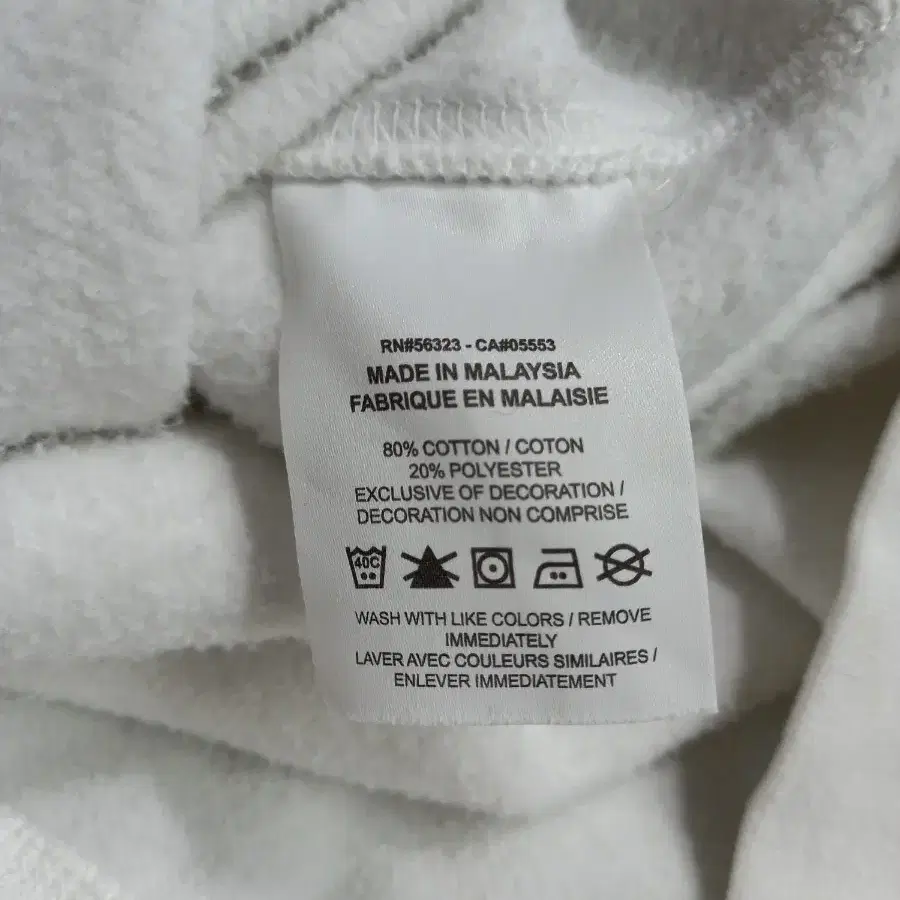 RN#56323 - CA#05553
MADE IN MALAYSIA
FABRIQUE EN MALAISIE
80% COTTON / COTON
20% POLYESTER
EXCLUSIVE OF DECORATION /
DECORATION NON COMPRISE
40C
WASH WITH LIKE COLORS / REMOVE
IMMEDIATELY
LAVER AVEC COULEURS SIMILAIRES /
ENLEVER IMMEDIATEMENT